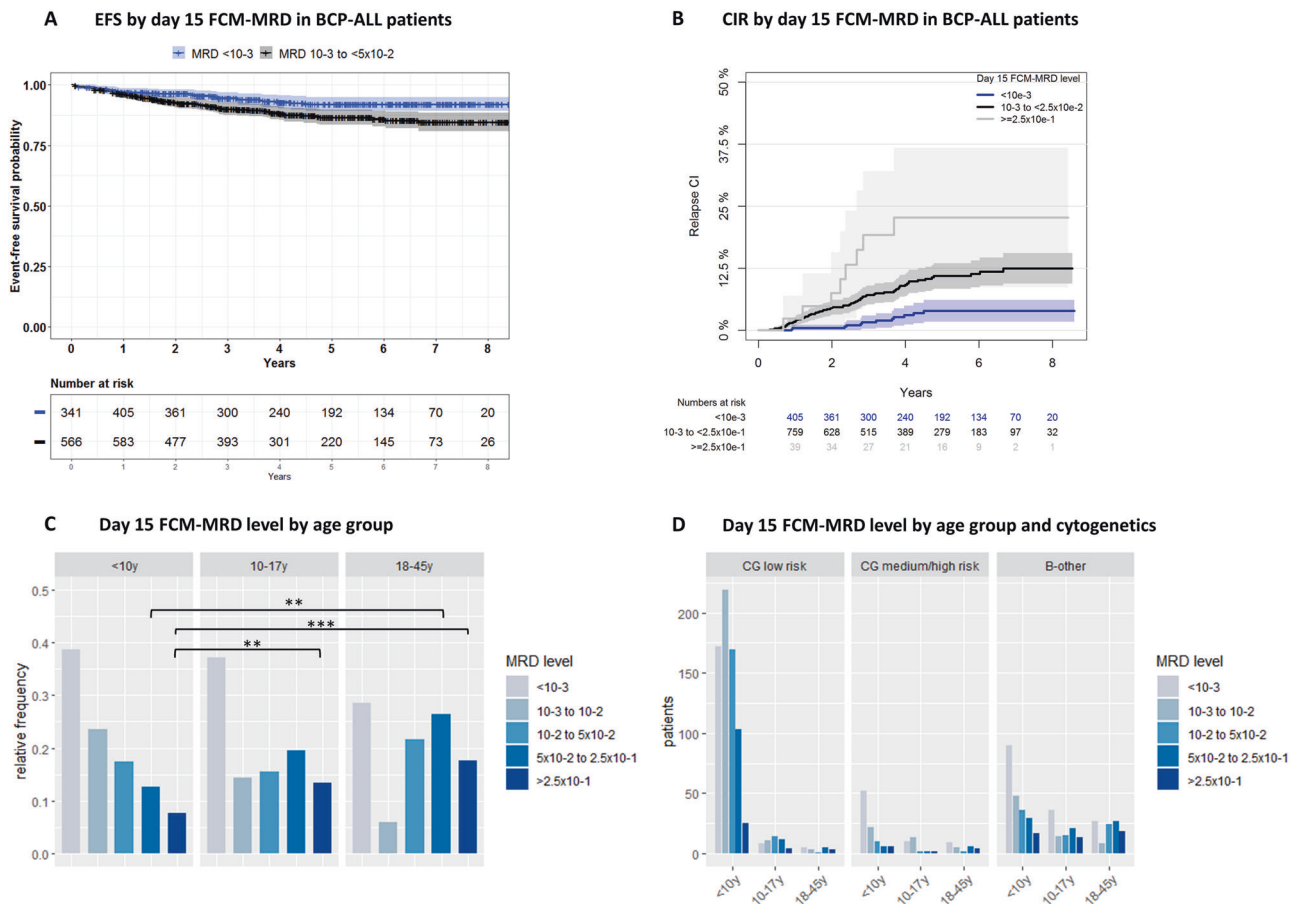 A EFS by day 15 FCM-MRD in BCP-ALL patients
MRD <10-3 MRD 10-3 to <5x10-2
Event-free survival probability
1.00
0.75
0.50
0.25
0.00
0 1 2 3 4 5 6 7 8
Years
Number at risk
341 405 361 300 240 192 134 70 20
566 583 477 393 301 220 145 73 26
0 1 2 3 4 5 6 7 8
Years
B CIR by day 15 FCM-MRD in BCP-ALL patients
Day 15 FCM-MRD level
<10e-3
10-3 to <2.5x10e-2
>=2.5x10e-1
Relapse CI
50 %
37.5 %
25 %
12.5 %
0 %
0 2 4 6 8
Years
Numbers at risk
<10e-3 405 361 300 240 192 134 70 20
10-3 to <2.5x10e-1 759 628 515 389 279 183 97 32
>=2.5x10e-1 39 34 27 21 16 9 2 1
C Day 15 FCM-MRD level by age group
<10y 10-17y 18-45y
relative frequency
0.5
0.4
0.3
0.2
0.1
0.0
**
***
**
MRD level
<10-3
10-3 to 10-2
10-2 to 5x10-2
5x10-2 to 2.5x10-1
>2.5x10-1
D Day 15 FCM-MRD level by age group and cytogenetics
CG low risk CG medium/high risk B-other
patients
200
150
100
50
0
<10y 10-17y 18-45y <10y 10-17y 18-45y <10y 10-17y 18-45y
MRD level
<10-3
10-3 to 10-2
10-2 to 5x10-2
5x10-2 to 2.5x10-1
>2.5x10-1